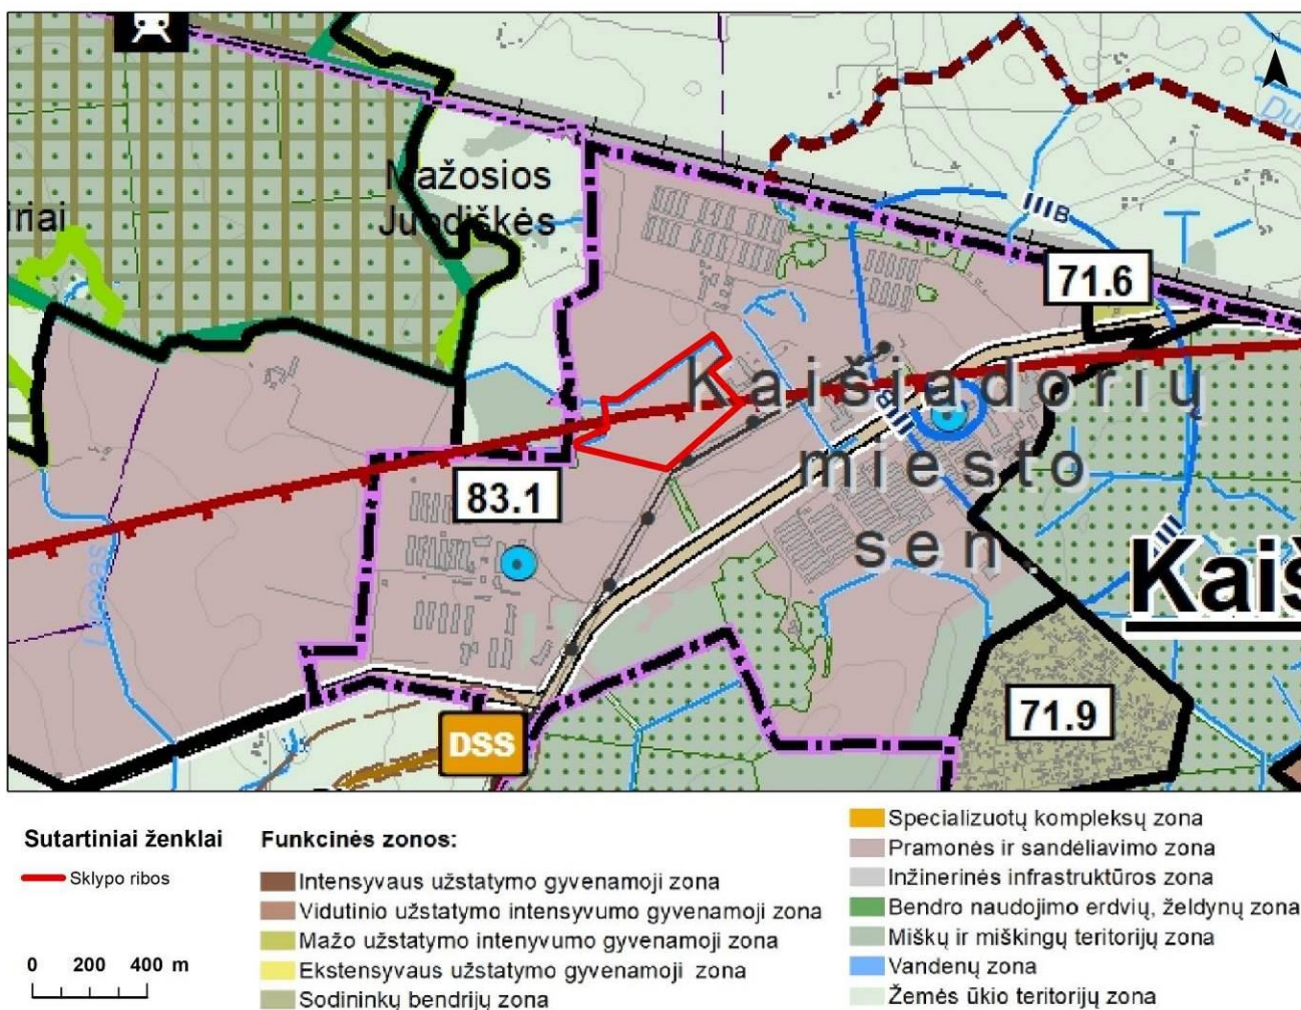 N
Du
Mažosios
Juodiškės
iriai
IIIB
71.6
Kaišiadorių
BIII
miesto
83.1
sen
III
Kaiš
71.9
DSS
Sutartiniai ženklai
Sklypo ribos
0 200 400 m
Funkcinės zonos:
Intensyvaus užstatymo gyvenamoji zona
Vidutinio užstatymo intensyvumo gyvenamoji zona
Mažo užstatymo intenyvumo gyvenamoji zona
Ekstensyvaus užstatymo gyvenamoji zona
Sodininkų bendrijų zona
Specializuotų kompleksų zona
Pramonės ir sandėliavimo zona
Inžinerinės infrastruktūros zona
Bendro naudojimo erdvių, želdynų zona
Miškų ir miškingų teritorijų zona
Vandenų zona
Žemės ūkio teritorijų zona